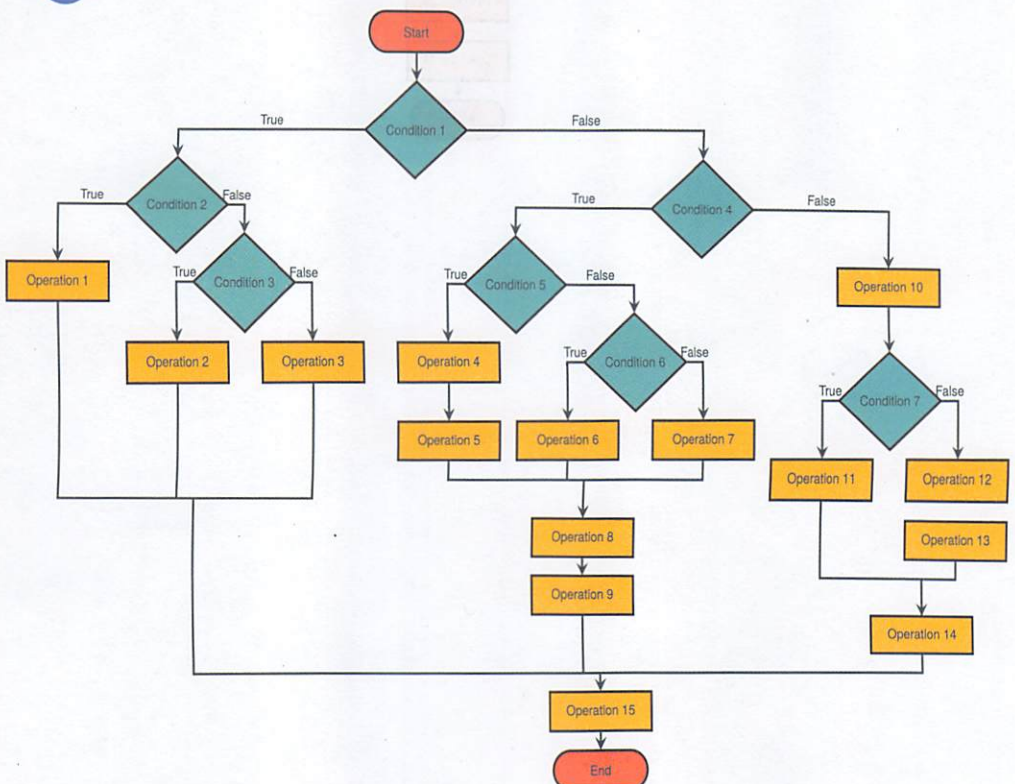 Start
Condition 1
True
False
Condition 2
True
False
Condition 4
True
False
Operation 1
Condition 3
True
False
Condition 5
True
False
Operation 10
Operation 2
Operation 3
Operation 4
Condition 6
True
False
Condition 7
True
False
Operation 5
Operation 6
Operation 7
Operation 11
Operation 12
Operation 8
Operation 13
Operation 9
Operation 14
Operation 15
End